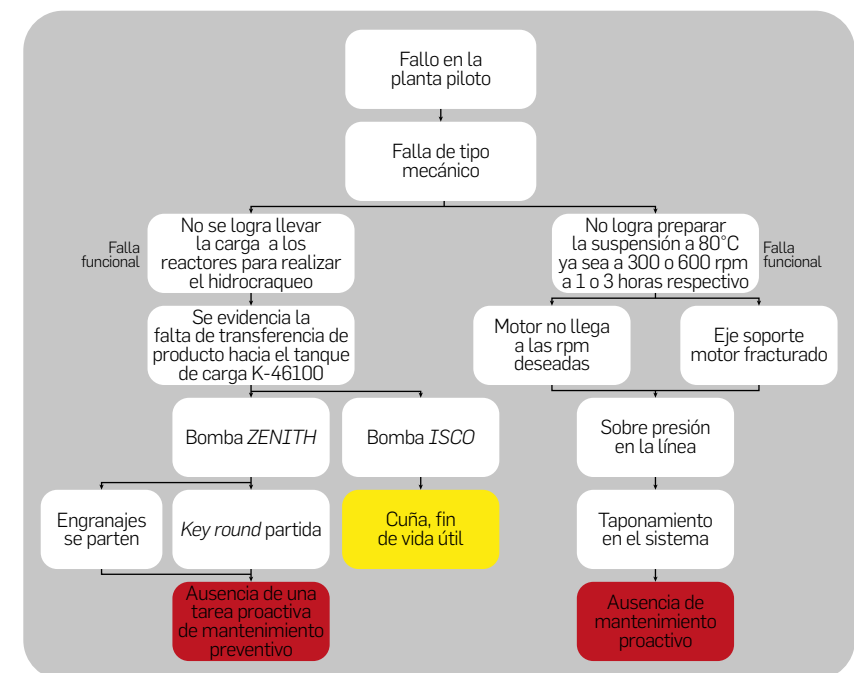 Fallo en la
planta piloto
Falla de tipo
mecánico
Falla
funcional
No se logra llevar
la carga a los
reactores para realizar
el hidrocraqueo
No logra preparar
la suspensión a 80°C
ya sea a 300 o 600 rpm
a 1 o 3 horas respectivo
Falla
funcional
Se evidencia la
falta de transferencia de
producto hacia el tanque
de carga K-46100
Motor no llega
a las rpm
deseadas
Eje soporte
motor fracturado
Bomba ZENITH
Bomba ISCO
Sobre presión
en la línea
Engranajes
se parten
Key round partida
Cuña, fin
de vida útil
Taponamiento
en el sistema
Ausencia de una
tarea proactiva
de mantenimiento
preventivo
Ausencia de
mantenimiento
proactivo